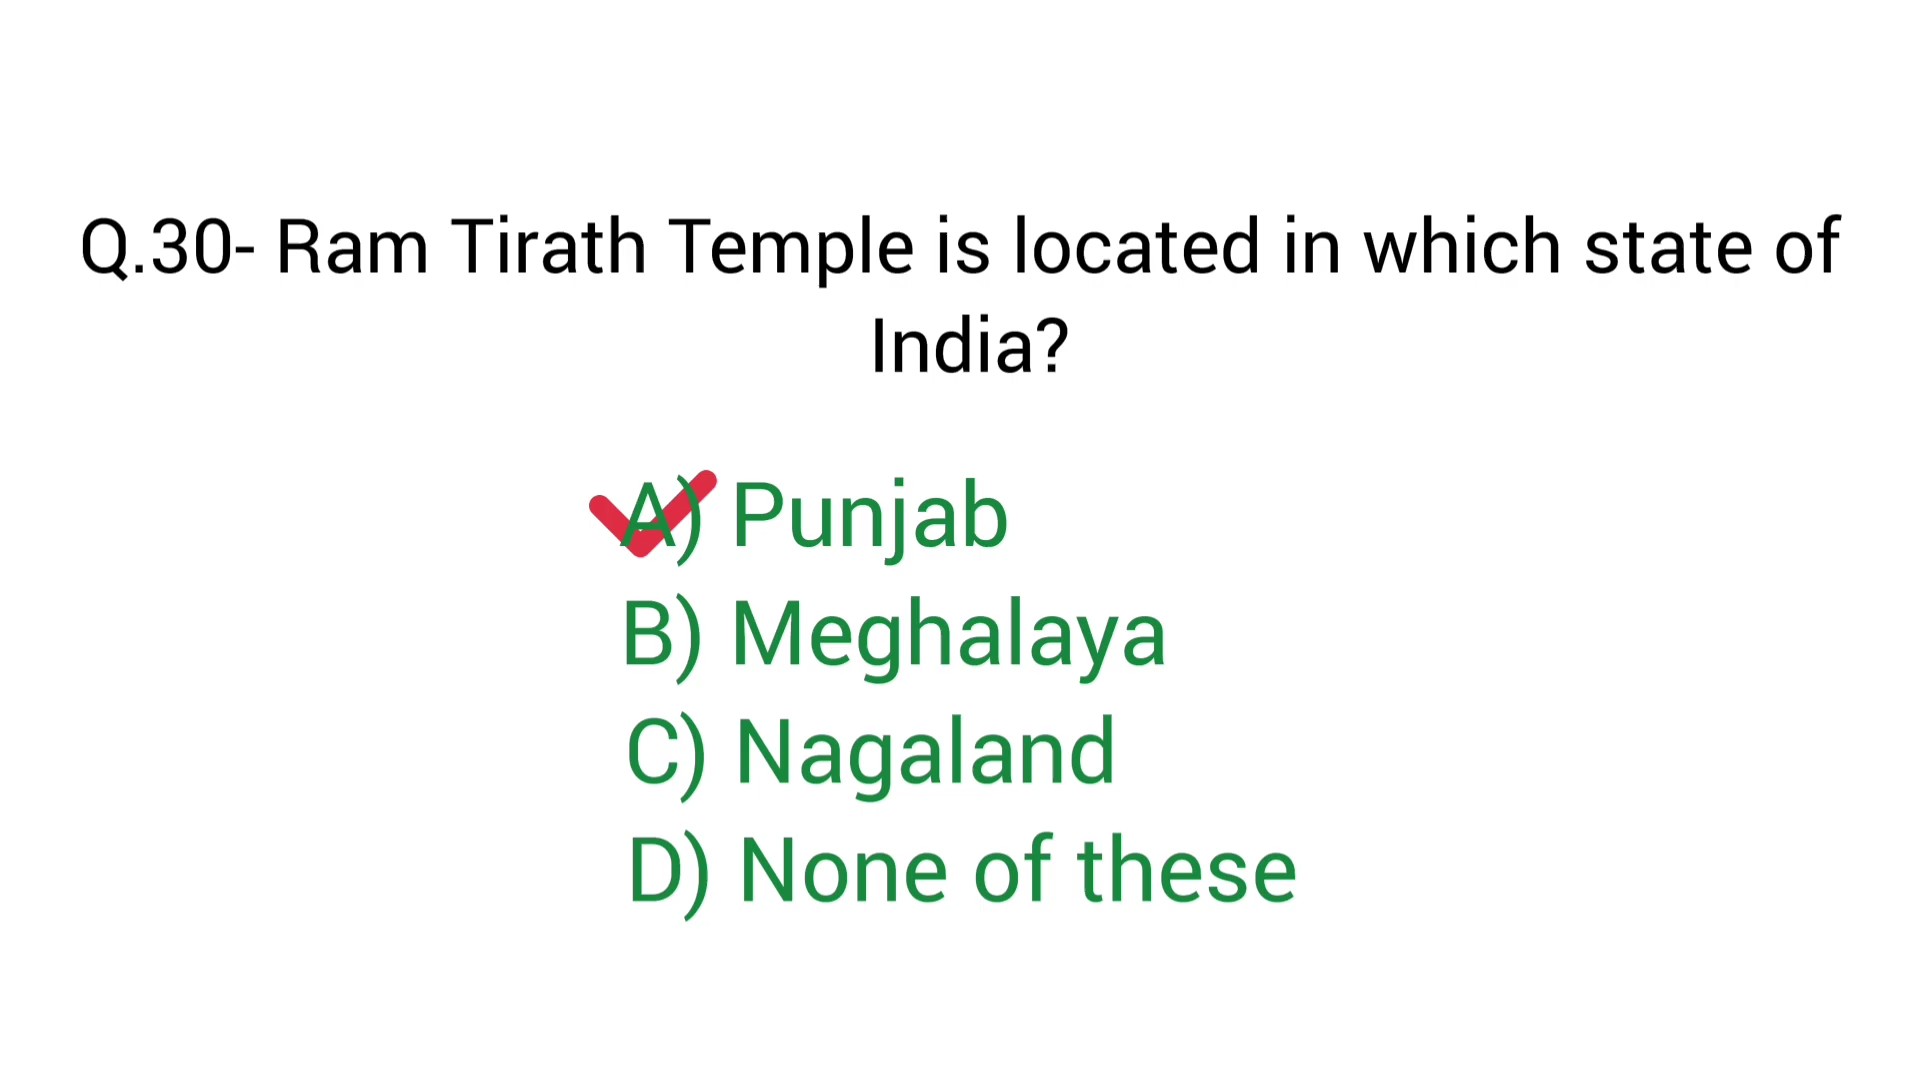 Q.30- Ram Tirath Temple is located in which state of
India?
A) Punjab
B) Meghalaya
C) Nagaland
D) None of these